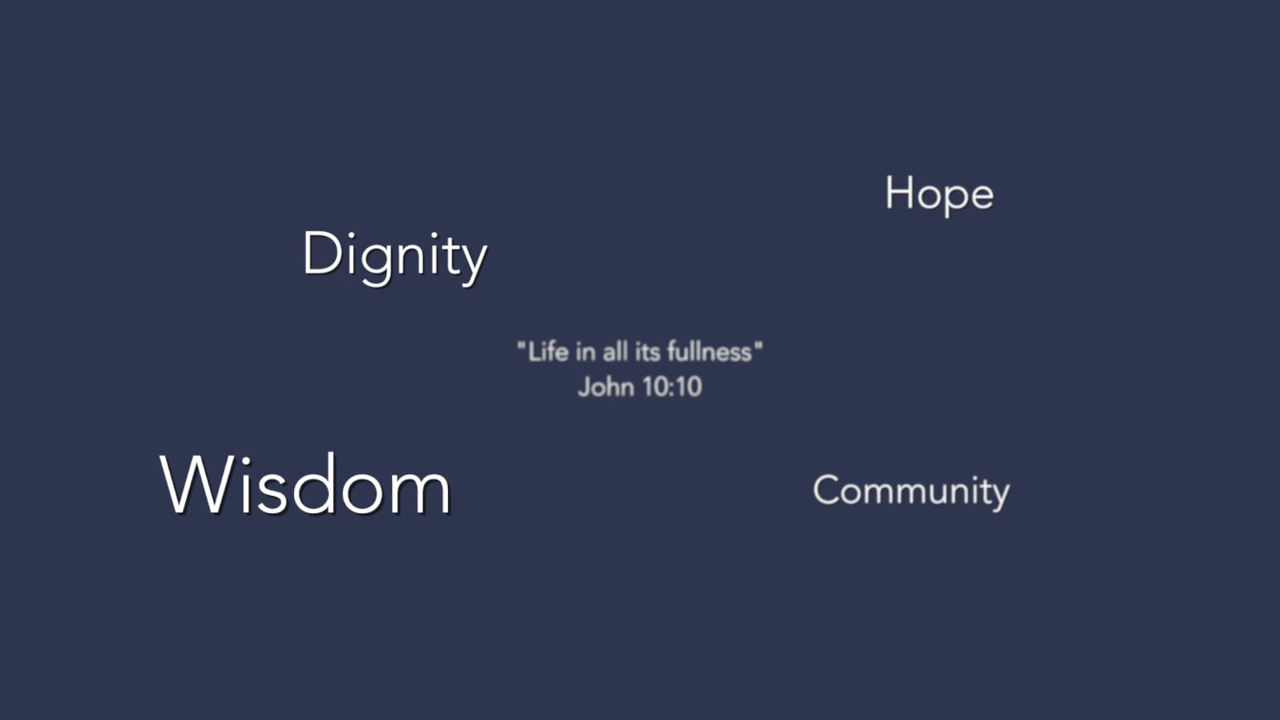 Hope
Dignity
"Life in all its fullness"
John 10:10
Wisdom
Community